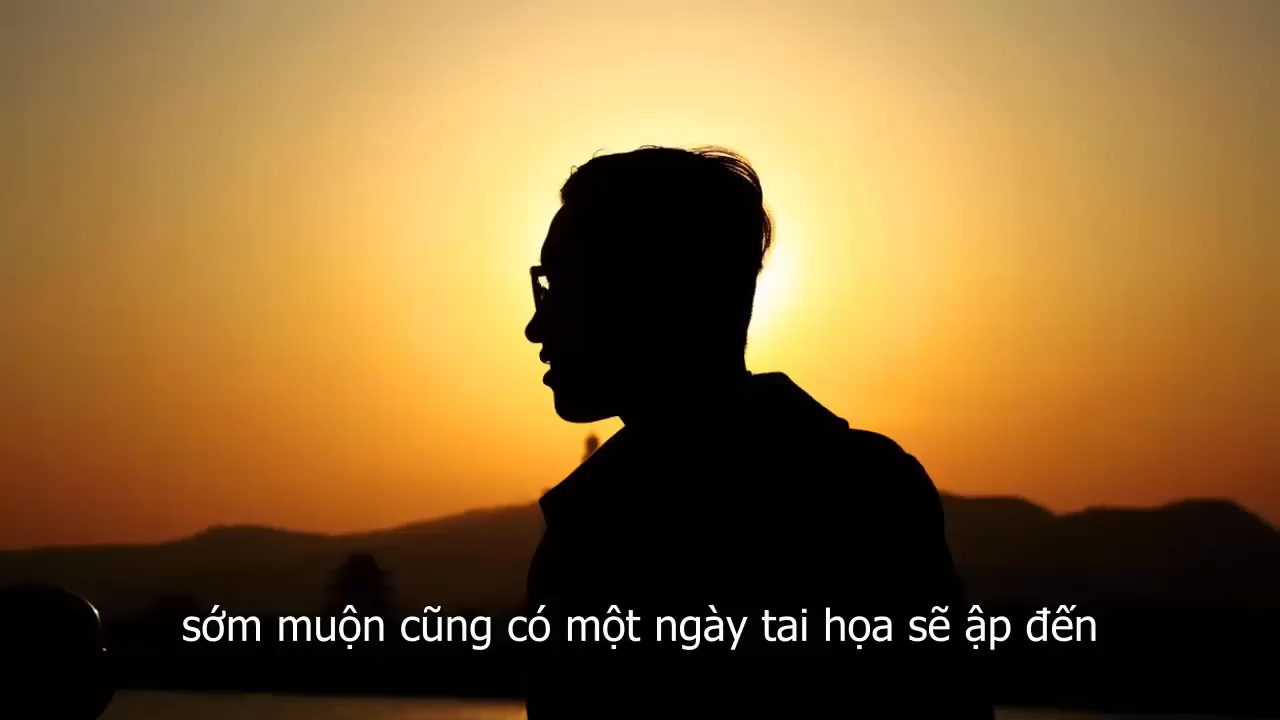 sớm muộn cũng có một ngày tai họa sẽ ập đến